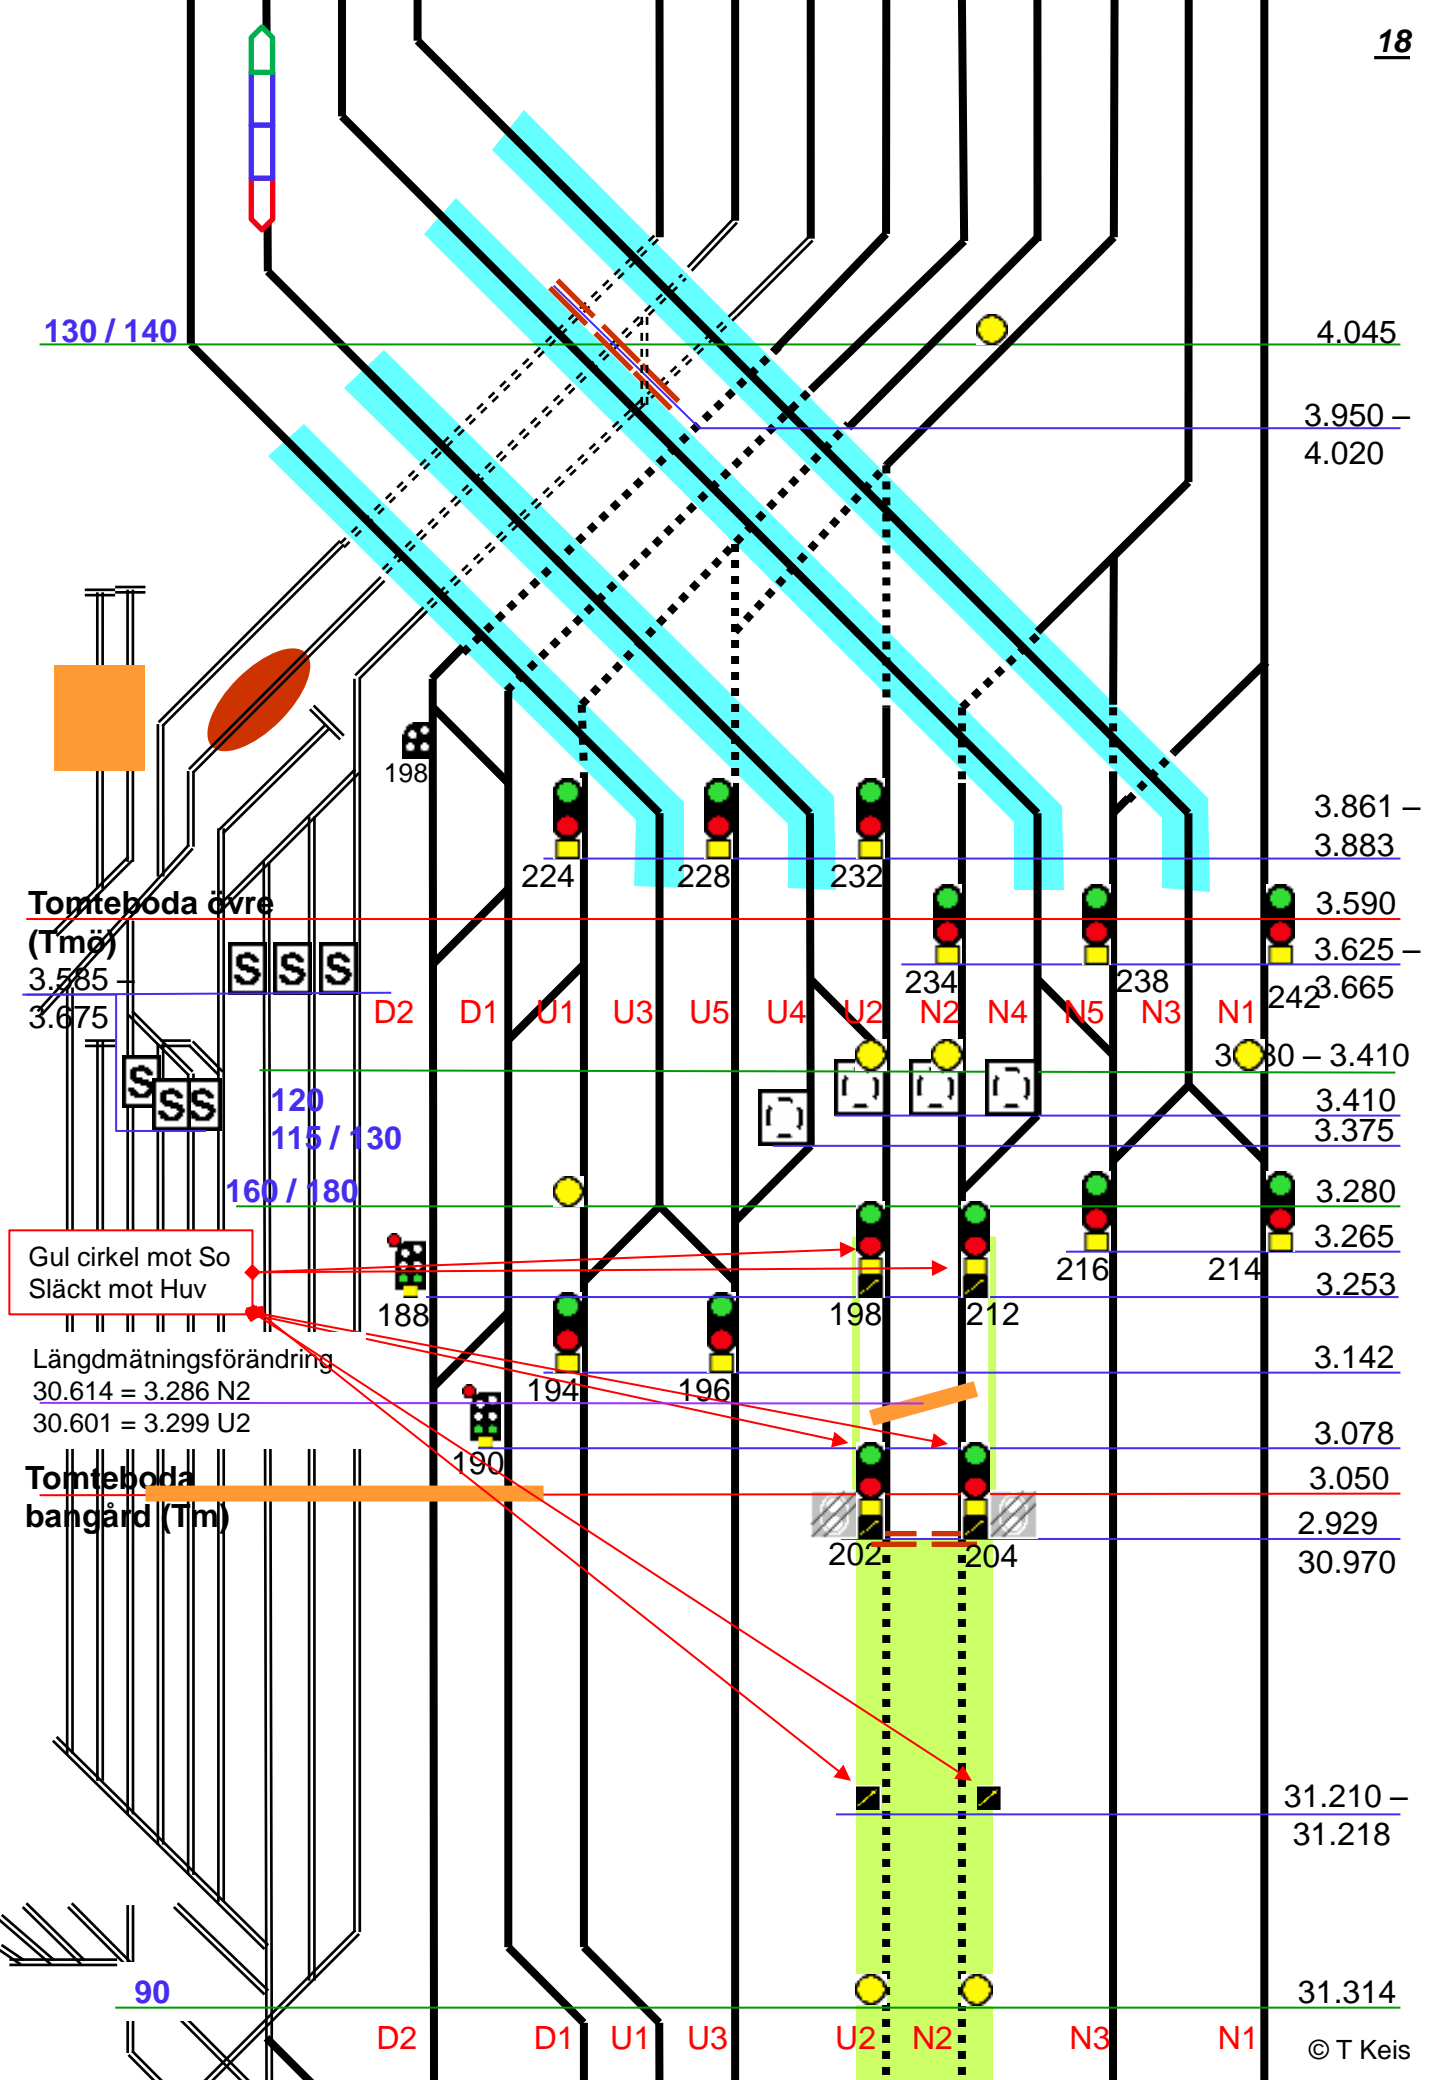 18
130 / 140
4.045
3.950 –
4.020
198
3.861 –
3.883
224
228
232
Tomteboda övre
(Tmö)
3.590
S S S
3.625 –
3.665
234
238
242
3.585 –
3.675
D2 D1 U1 U3 U5 U4 U2 N2 N4 N5 N3 N1
30 – 3.410
S
S S
120
3.410
115 / 130
3.375
160 / 180
3.280
Gul cirkel mot So
Släckt mot Huv
3.265
216
214
3.253
188
198
212
Längdmätningsförändring
3.142
30.614 = 3.286 N2
194
196
30.601 = 3.299 U2
3.078
190
Tomteboda
bangård (Tm)
3.050
2.929
202
204
30.970
31.210 –
31.218
90
31.314
D2 D1 U1 U3 U2 N2 N3 N1
© T Keis